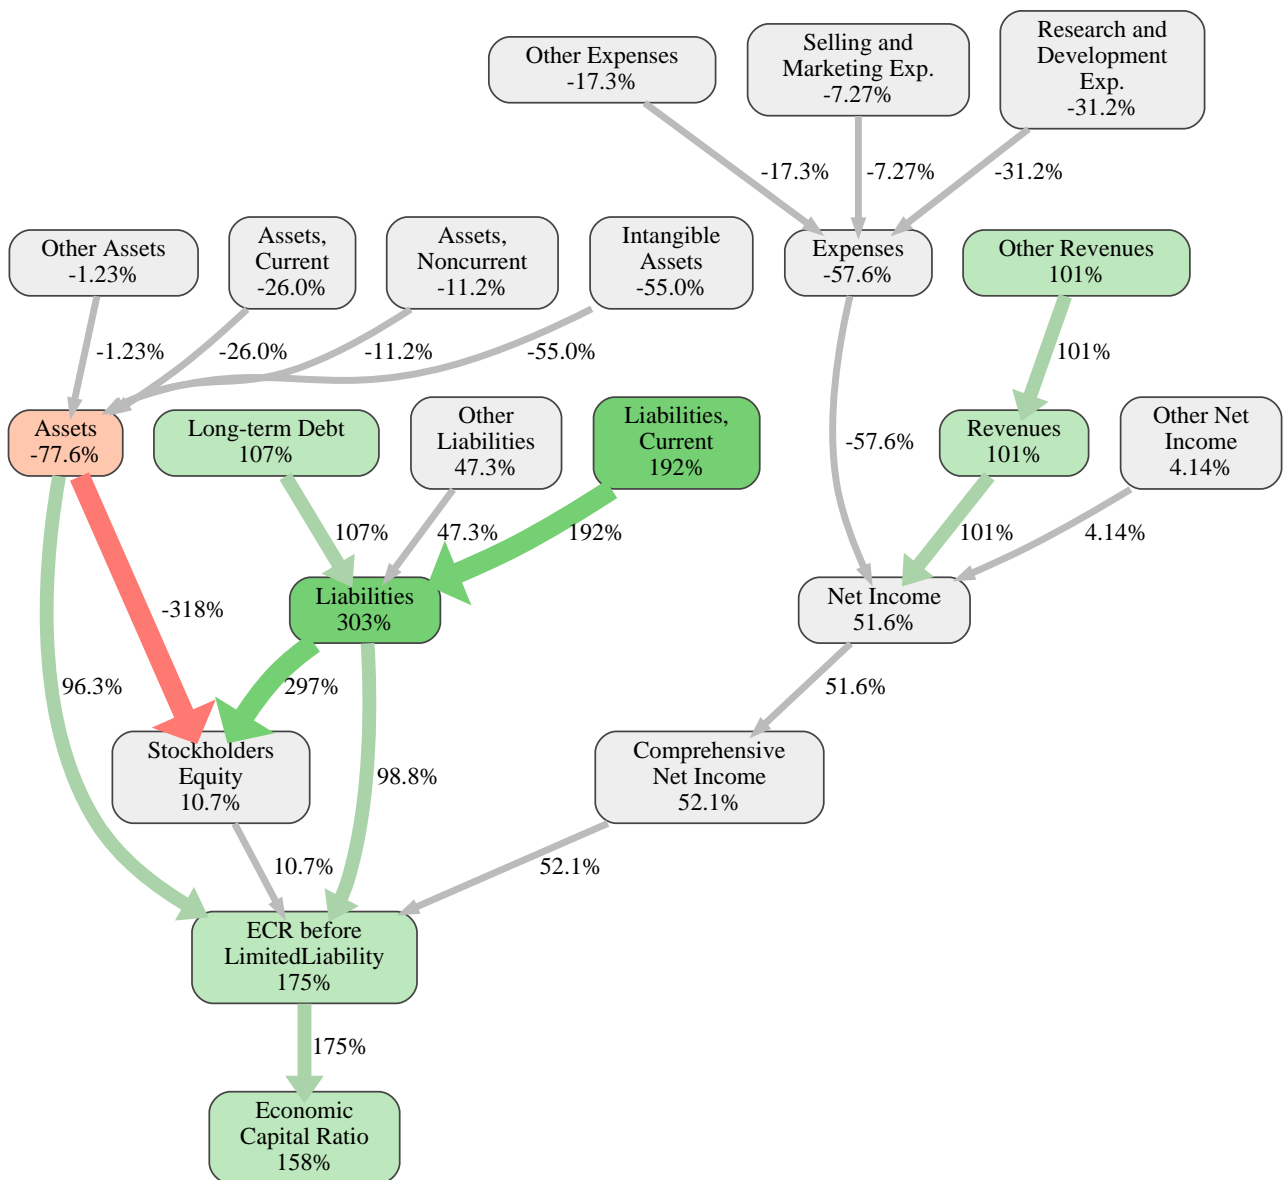 Other Expenses
-17.3%
Selling and
Marketing Exp.
-7.27%
Research and
Development
Exp.
-31.2%
-17.3%
-7.27%
-31.2%
Other Assets
-1.23%
Assets,
Current
-26.0%
Assets,
Noncurrent
-11.2%
Intangible
Assets
-55.0%
Expenses
-57.6%
Other Revenues
101%
-1.23%
-26.0%
-11.2%
-55.0%
101%
Assets
-77.6%
Long-term Debt
107%
Other
Liabilities
47.3%
Liabilities,
Current
192%
-57.6%
Revenues
101%
Other Net
Income
4.14%
107%
47.3%
192%
101%
4.14%
-318%
Liabilities
303%
Net Income
51.6%
96.3%
297%
51.6%
Stockholders
Equity
10.7%
98.8%
Comprehensive
Net Income
52.1%
10.7%
52.1%
ECR before
LimitedLiability
175%
175%
Economic
Capital Ratio
158%